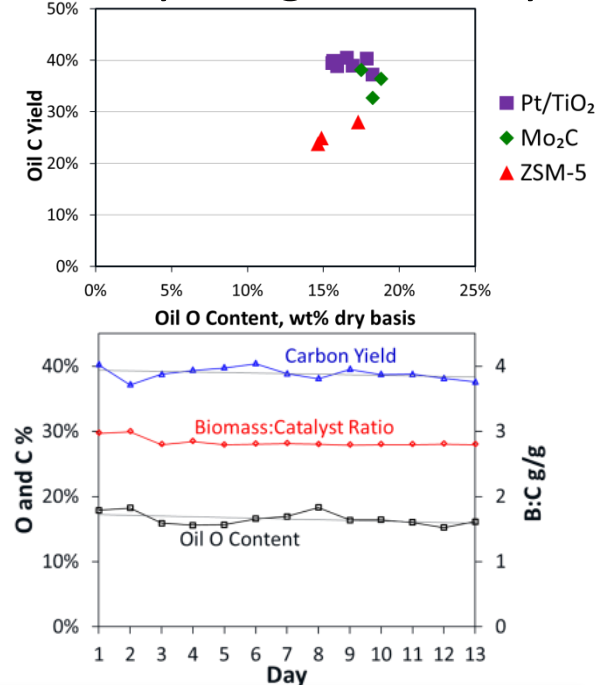 50%
40%
30%
20%
10%
0%
Oil C Yield
0% 5% 10% 15% 20% 25%
Oil O Content, wt% dry basis
Pt/TiO₂
Mo₂C
ZSM-5
40%
30%
20%
10%
0%
O and C %
Carbon Yield
Biomass:Catalyst Ratio
Oil O Content
4
3
2
1
0
B:C g/g
1 2 3 4 5 6 7 8 9 10 11 12 13
Day